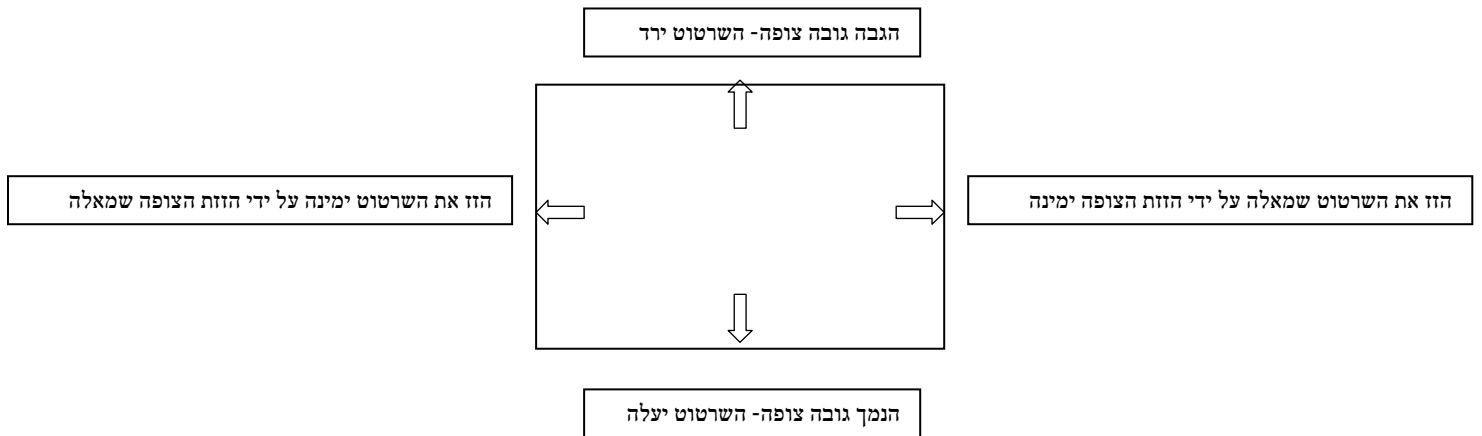 הגבה גובה צופה- השרטוט ירד
הזז את השרטוט שמאלה על ידי הזזת הצופה ימינה
הזז את השרטוט ימינה על ידי הזזת הצופה שמאלה
הנמך גובה צופה- השרטוט יעלה